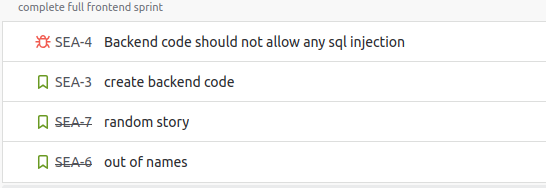 complete full frontend sprint
SEA-4 Backend code should not allow any sql injection
SEA-3 create backend code
SEA-7 random story
SEA-6 out of names